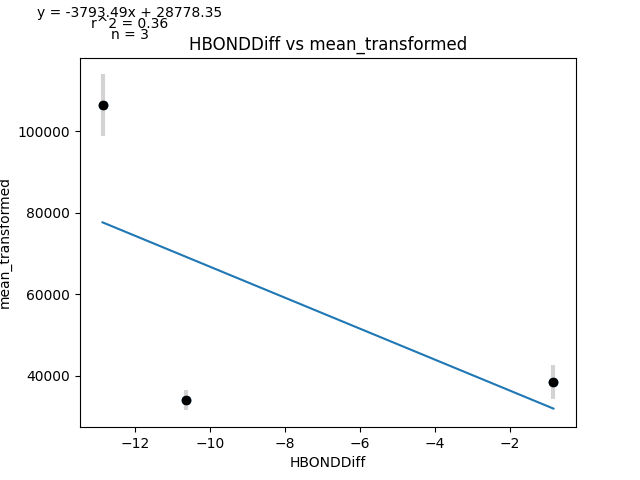 y = -3793.49x + 28778.35
r^2 = 0.36
n = 3
HBONDDiff vs mean_transformed
mean_transformed
100000
80000
60000
40000
−12
−10
−8
−6
−4
−2
HBONDDiff